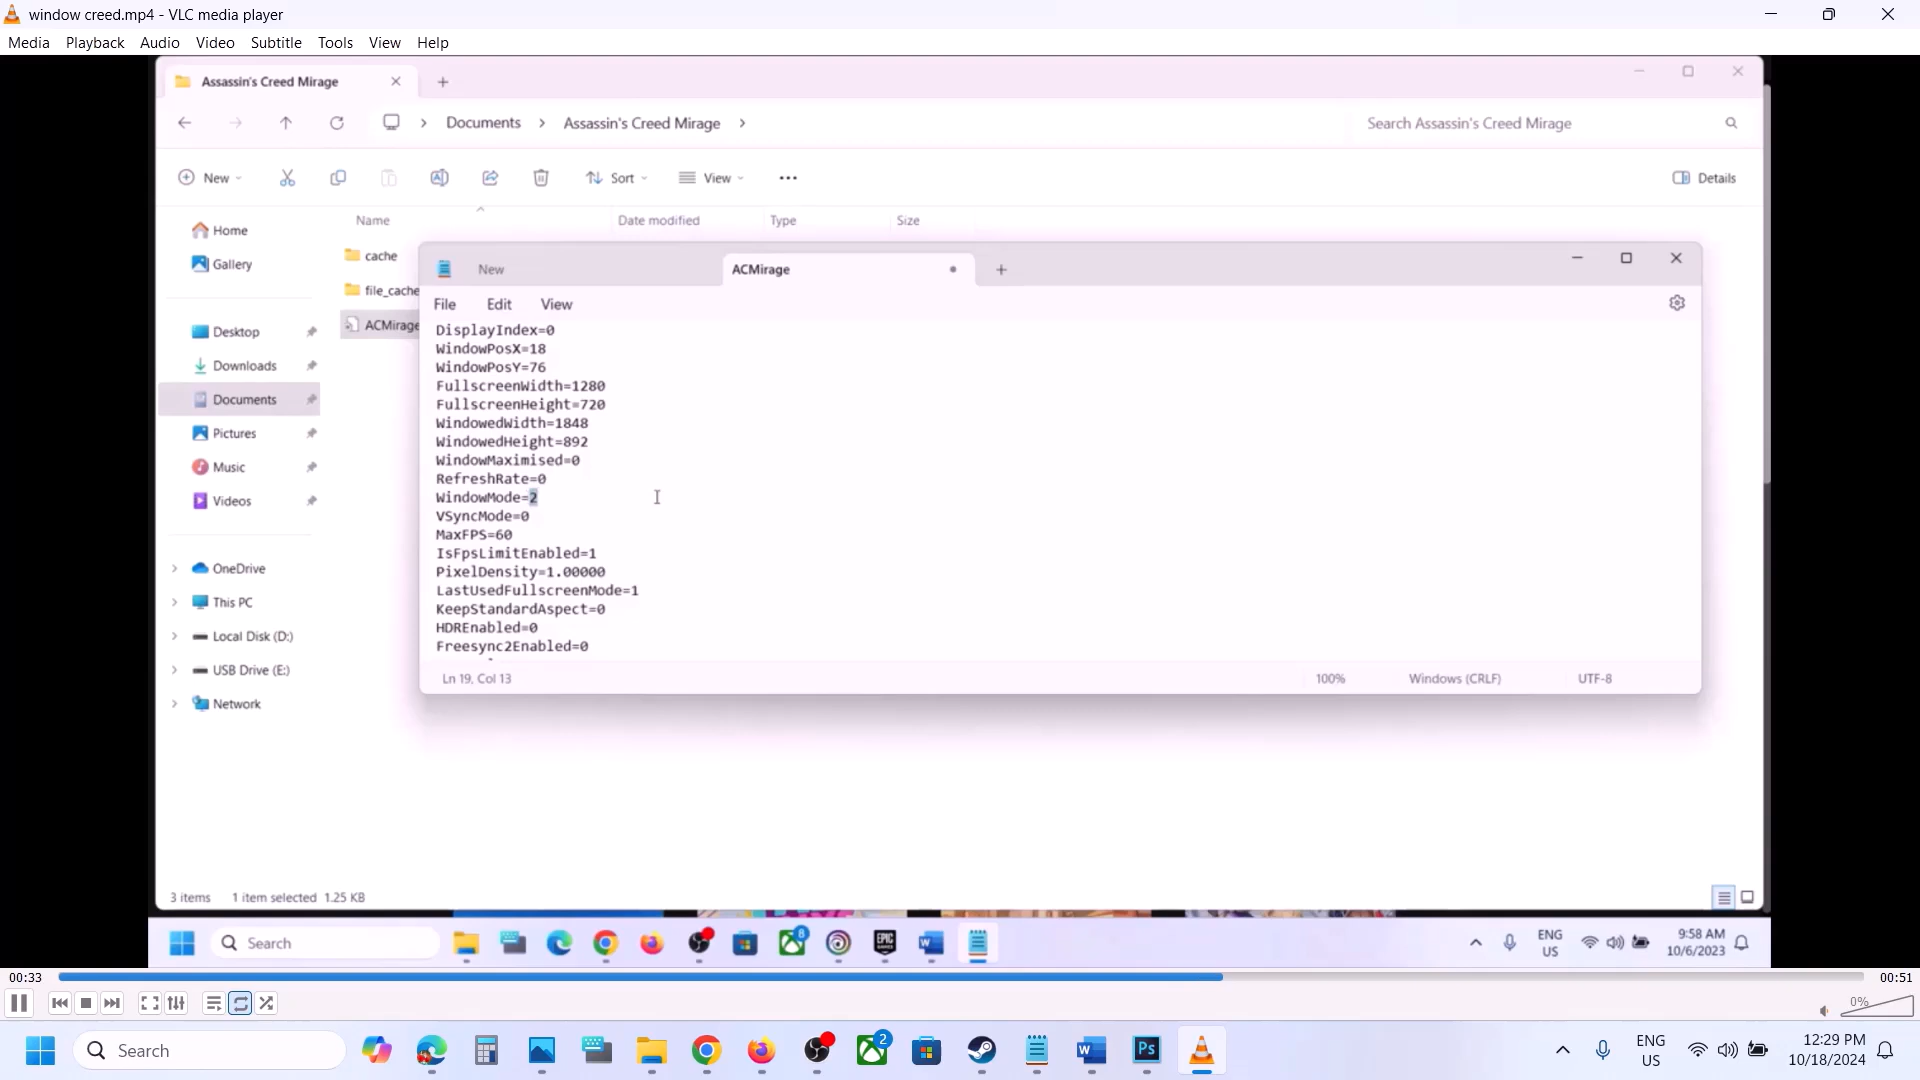 window creed.mp4 - VLC media player
Media Playback Audio Video Subtitle Tools View Help
Assassin's Creed Mirage
Documents > Assassin's Creed Mirage >
Search Assassin's Creed Mirage
New
Sort
View
Details
Name
Date modified
Type
Size
Home
Gallery
Desktop
Downloads
Documents
Pictures
Music
Videos
OneDrive
This PC
Local Disk (D:)
USB Drive (E:)
Network
cache
file_cache
ACMirage
New
ACMirage
File Edit View
DisplayIndex=0
WindowPosX=18
WindowPosY=76
FullscreenWidth=1280
FullscreenHeight=720
WindowedWidth=1848
WindowedHeight=892
WindowMaximised=0
RefreshRate=0
WindowMode=2
VSyncMode=0
MaxFPS=60
IsFpsLimitEnabled=1
PixelDensity=1.00000
LastUsedFullscreenMode=1
KeepStandardAspect=0
HDREnabled=0
Freesync2Enabled=0
Ln 19, Col 13
100%
Windows (CRLF)
UTF-8
3 items 1 item selected 1.25 KB
Search
8
EPIC
GAMES
W
ENG
US
9:58 AM
10/6/2023
00:33
00:51
0%
Search
2
W
Ps
ENG
US
12:29 PM
10/18/2024